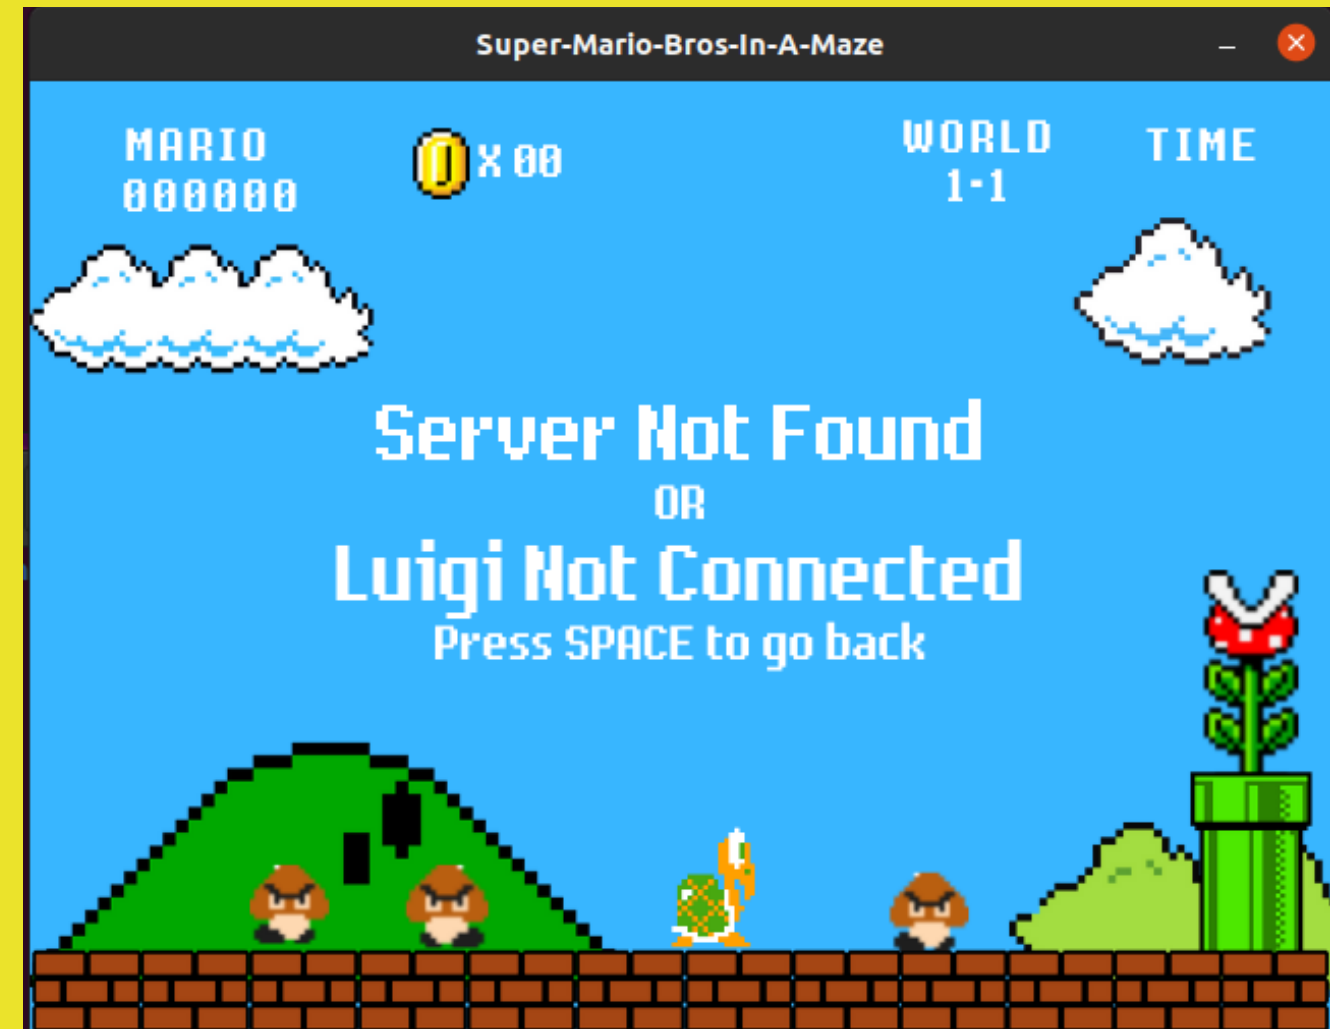 Super-Mario-Bros-In-A-Maze
MARIO
000000
X 00
WORLD
1-1
TIME
Server Not Found
OR
Luigi Not Connected
Press SPACE to go back